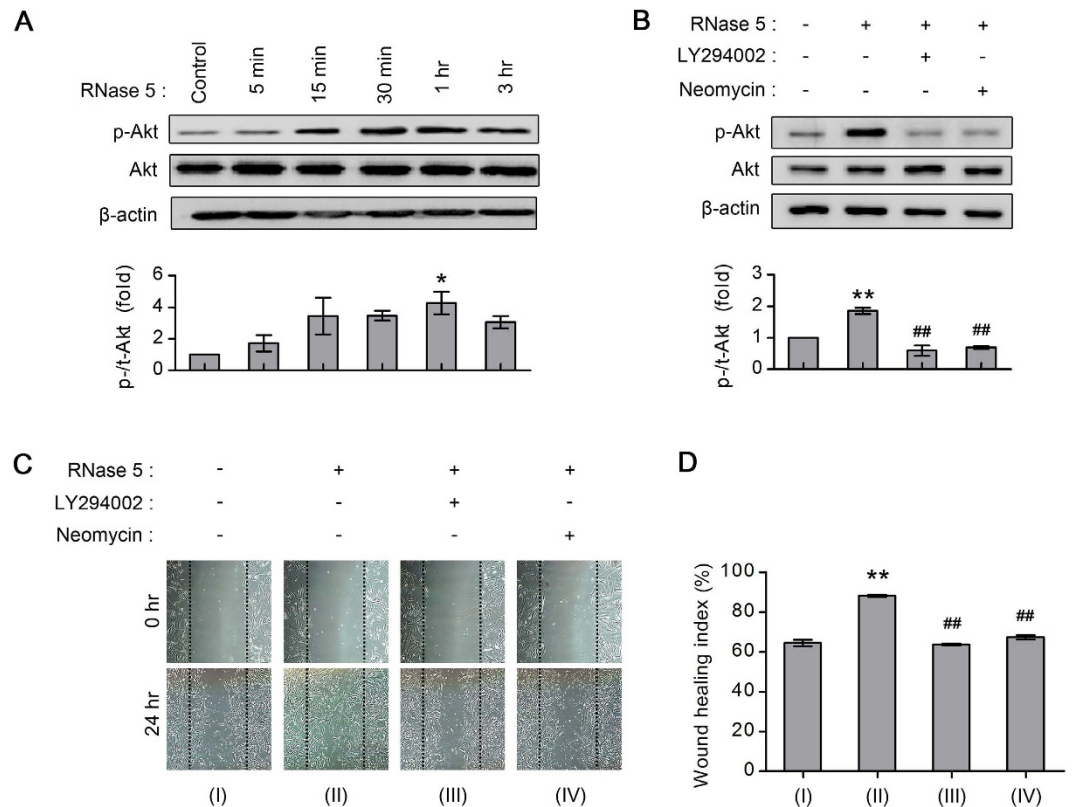 A
RNase 5 : Control 5 min 15 min 30 min 1 hr 3 hr
p-Akt
Akt
β-actin
p-/t-Akt (fold)
6
4
2
0
*
B
RNase 5 : - + + +
LY294002 : - - + -
Neomycin : - - - +
p-Akt
Akt
β-actin
p-/t-Akt (fold)
3
2
1
0
** ## ##
C
RNase 5 : - + + +
LY294002 : - - + -
Neomycin : - - - +
0 hr
24 hr
(I) (II) (III) (IV)
D
Wound healing index (%)
100
80
60
40
20
0
** ## ##
(I) (II) (III) (IV)